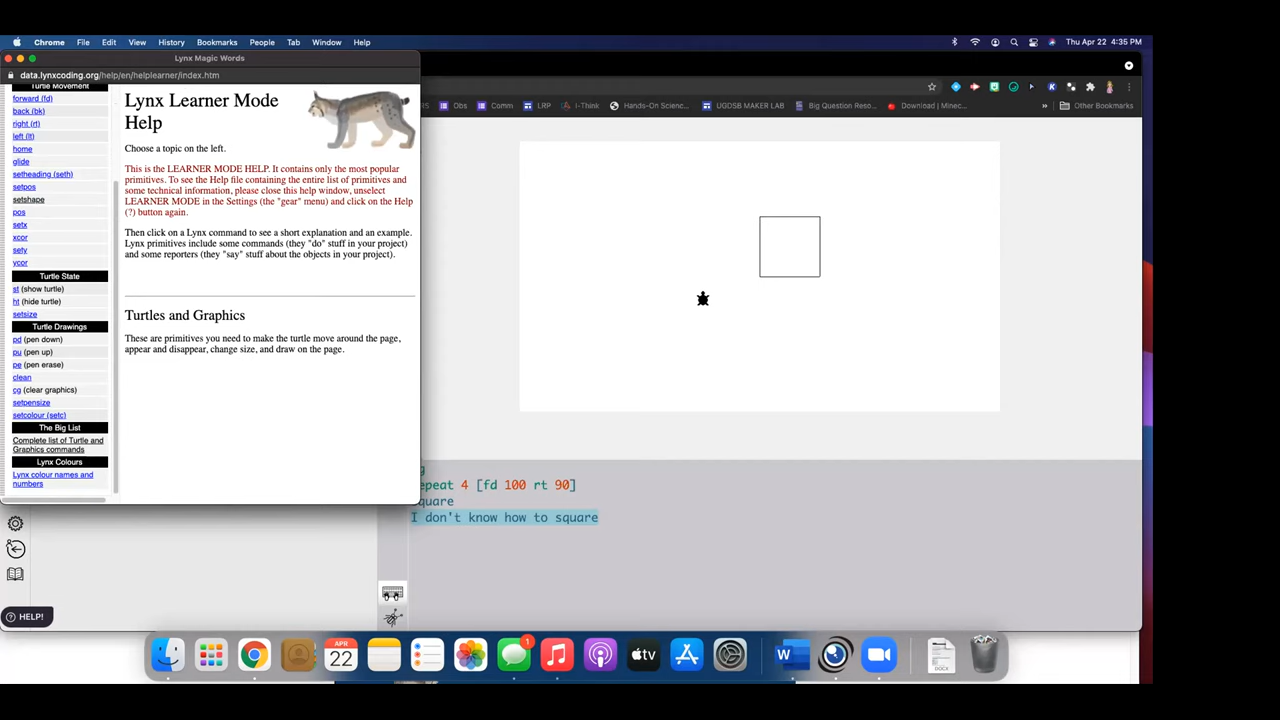 Chrome File Edit View History Bookmarks People Tab Window Help Thu Apr 22 4:35 PM
Lynx Magic Words
data.lynxcoding.org/help/en/helplearner/index.htm
Obs Comm LRP I-Think Hands-On Scienc... UGDSB MAKER LAB Big Question Reso... Download | Minec... » Other Bookmarks
Turtle Movement
forward (fd)
back (bk)
right (rt)
left (lt)
home
glide
setheading (seth)
setpos
setshape
pos
setx
xcor
sety
ycor
Turtle State
st (show turtle)
ht (hide turtle)
setsize
Turtle Drawings
pd (pen down)
pu (pen up)
pe (pen erase)
clean
cg (clear graphics)
setpensize
setcolour (setc)
The Big List
Complete list of Turtle and
Graphics commands
Lynx Colours
Lynx colour names and
numbers
Lynx Learner Mode
Help
Choose a topic on the left.
This is the LEARNER MODE HELP. It contains only the most popular
primitives. To see the Help file containing the entire list of primitives and
some technical information, please close this help window, unselect
LEARNER MODE in the Settings (the "gear" menu) and click on the Help
(?) button again.
Then click on a Lynx command to see a short explanation and an example.
Lynx primitives include some commands (they "do" stuff in your project)
and some reporters (they "say" stuff about the objects in your project).
Turtles and Graphics
These are primitives you need to make the turtle move around the page,
appear and disappear, change size, and draw on the page.
g
epeat 4 [fd 100 rt 90]
quare
I don't know how to square
? HELP!
APR
22
1
tv
W
DOCX